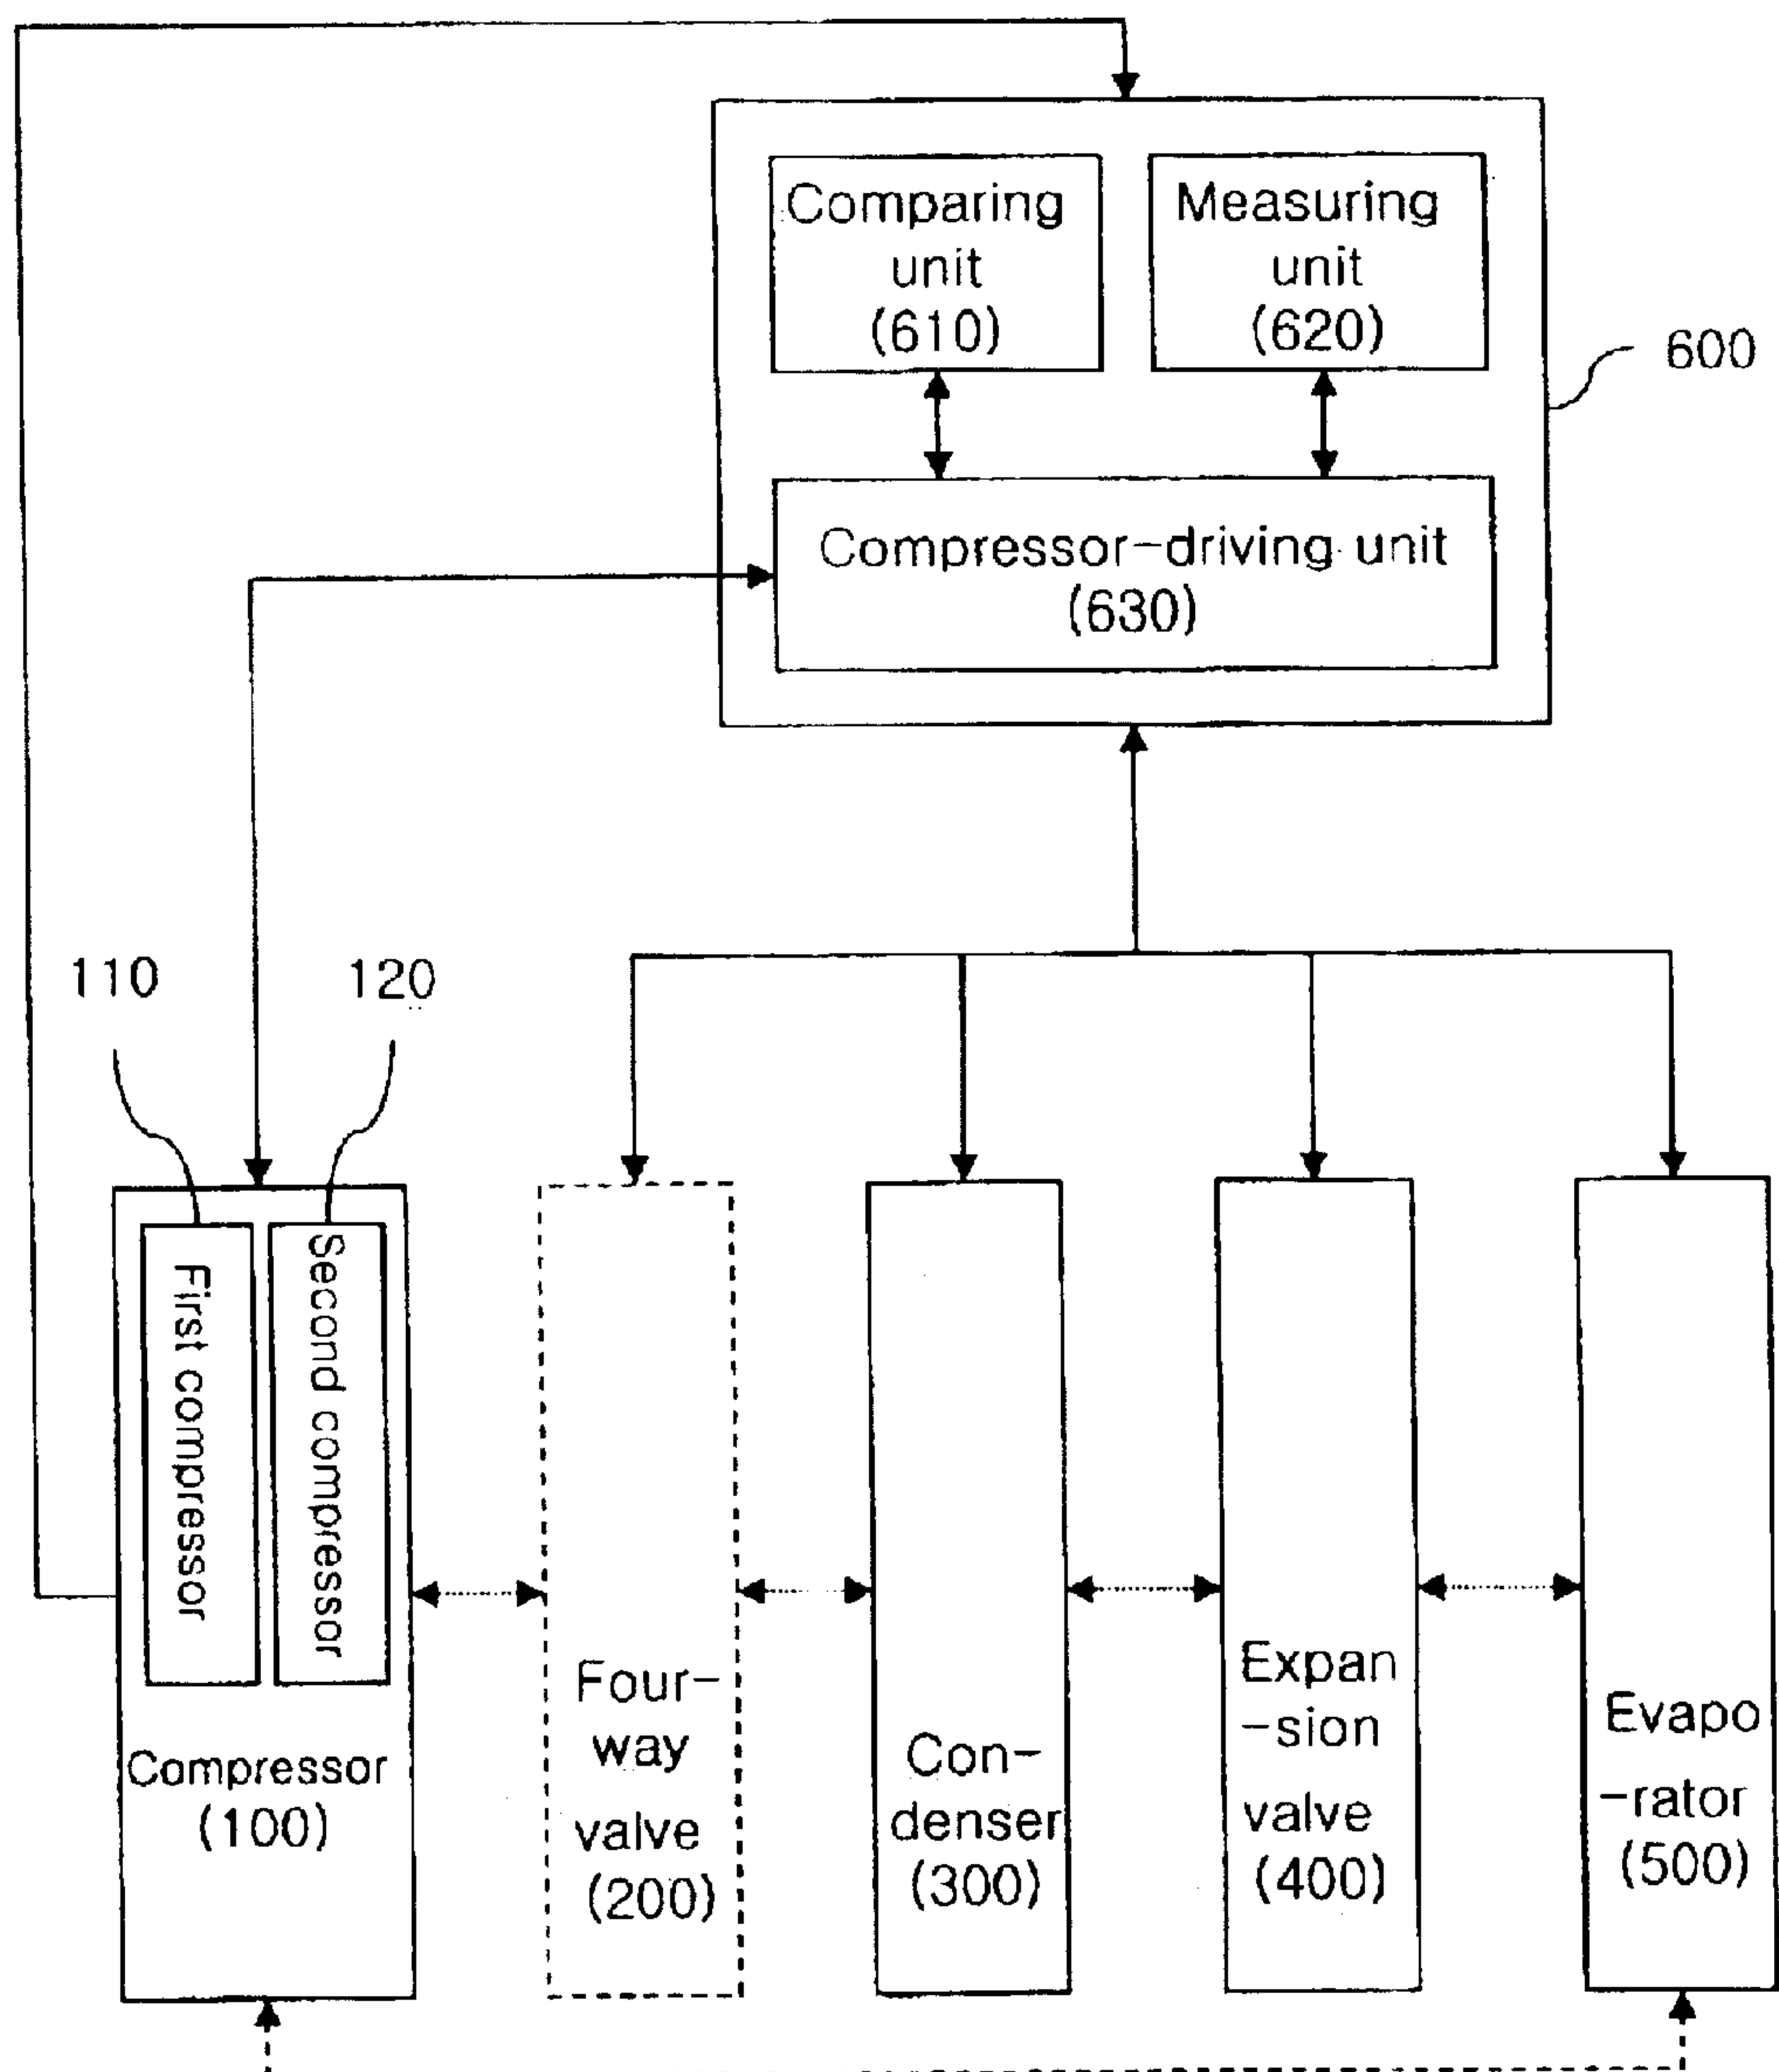 Comparing
unit
(610)
Measuring
unit
(620)
600
Compressor-driving unit
(630)
110
120
First compressor
Second compressor
Compressor
(100)
Four-
way
valve
(200)
Con-
denser
(300)
Expan
-sion
valve
(400)
Evapo
-rator
(500)